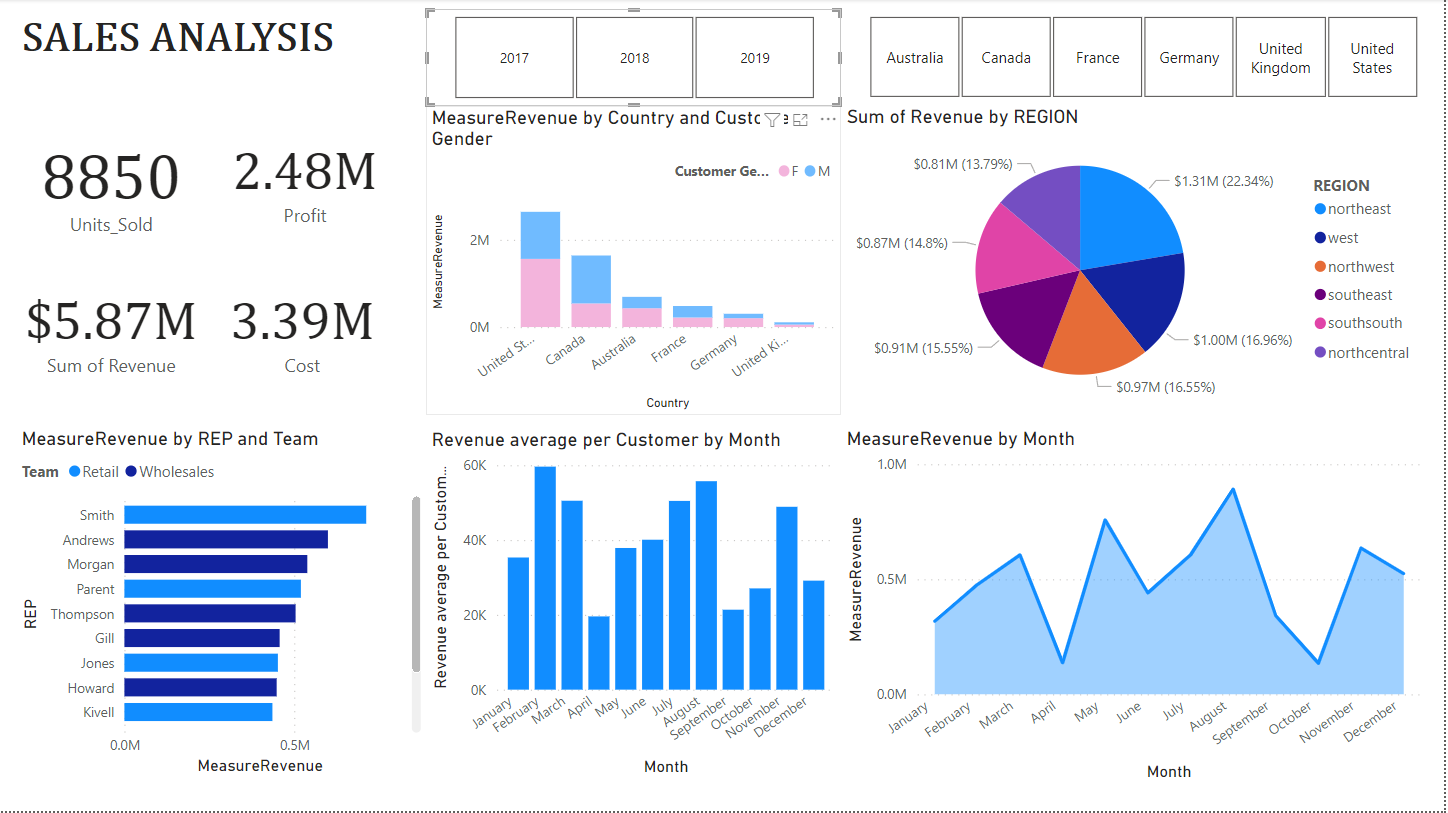 SALES ANALYSIS
2017
2018
2019
Australia
Canada
France
Germany
United
Kingdom
United
States
8850
Units_Sold
2.48M
Profit
$5.87M
Sum of Revenue
3.39M
Cost
MeasureRevenue by Country and Custo
Gender
Customer Ge...
F
M
MeasureRevenue
2M
0M
United St...
Canada
Australia
France
Germany
United Ki...
Country
Sum of Revenue by REGION
$0.81M (13.79%)
$1.31M (22.34%)
$0.87M (14.8%)
$1.00M (16.96%)
$0.91M (15.55%)
$0.97M (16.55%)
REGION
northeast
west
northwest
southeast
southsouth
northcentral
MeasureRevenue by REP and Team
Team
Retail
Wholesales
REP
Smith
Andrews
Morgan
Parent
Thompson
Gill
Jones
Howard
Kivell
0.0M
0.5M
MeasureRevenue
Revenue average per Customer by Month
Revenue average per Custom...
60K
40K
20K
0K
January
February
March
April
May
June
July
August
September
October
November
December
Month
MeasureRevenue by Month
MeasureRevenue
1.0M
0.5M
0.0M
January
February
March
April
May
June
July
August
September
October
November
December
Month